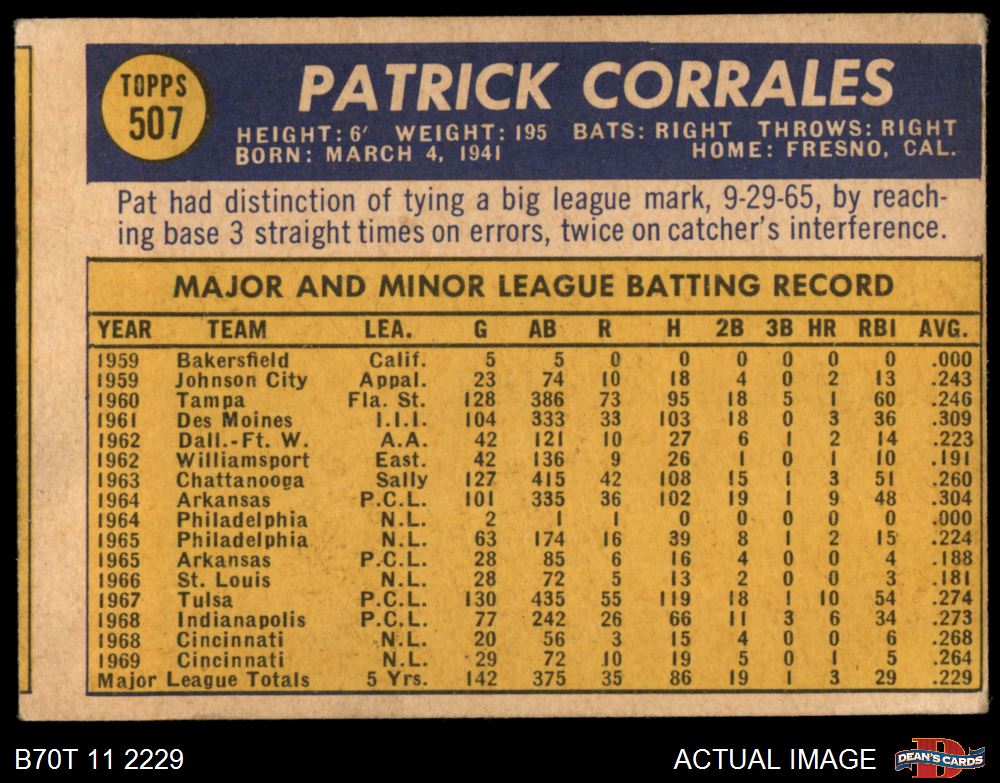 TOPPS
507
PATRICK CORRALES
HEIGHT: 6' WEIGHT: 195 BATS: RIGHT THROWS: RIGHT
BORN: MARCH 4, 1941 HOME: FRESNO, CAL.
Pat had distinction of tying a big league mark, 9-29-65, by reach-
ing base 3 straight times on errors, twice on catcher's interference.
MAJOR AND MINOR LEAGUE BATTING RECORD
YEAR TEAM LEA. G AB R H 2B 3B HR RBI AVG.
1959 Bakersfield Calif. 5 5 0 0 0 0 0 0 .000
1959 Johnson City Appal. 23 74 10 18 4 0 2 13 .243
1960 Tampa Fla. St. 128 386 73 95 18 5 1 60 .246
1961 Des Moines I.I.I. 104 333 33 103 18 0 3 36 .309
1962 Dall.-Ft. W. A.A. 42 121 10 27 6 1 2 14 .223
1962 Williamsport East. 42 136 9 26 1 0 1 10 .191
1963 Chattanooga Sally 127 415 42 108 15 1 3 51 .260
1964 Arkansas P.C.L. 101 335 36 102 19 1 9 48 .304
1964 Philadelphia N.L. 2 1 1 0 0 0 0 0 .000
1965 Philadelphia N.L. 63 174 16 39 8 1 2 15 .224
1965 Arkansas P.C.L. 28 85 6 16 4 0 0 4 .188
1966 St. Louis N.L. 28 72 5 13 2 0 0 3 .181
1967 Tulsa P.C.L. 130 435 55 119 18 1 10 54 .274
1968 Indianapolis P.C.L. 77 242 26 66 11 3 6 34 .273
1968 Cincinnati N.L. 20 56 3 15 4 0 0 6 .268
1969 Cincinnati N.L. 29 72 10 19 5 0 1 5 .264
Major League Totals 5 Yrs. 142 375 35 86 19 1 3 29 .229
B70T 11 2229 ACTUAL IMAGE
D
DEAN'S CARDS